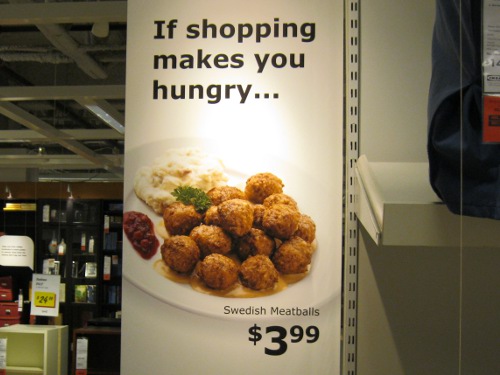 If shopping
makes you
hungry...
Swedish Meatballs
$3.99